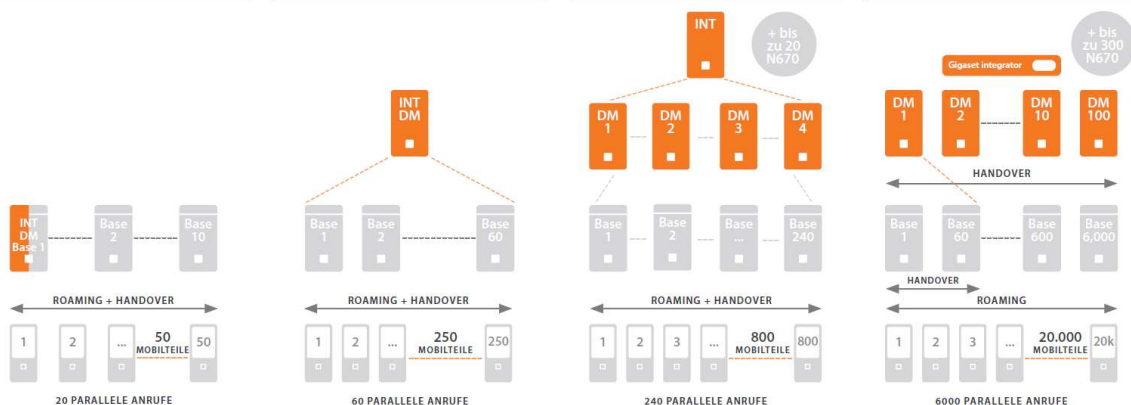 INT
DM
Base 1
Base
2
Base
10
ROAMING + HANDOVER
1
2
...
50
MOBILTEILE
50
20 PARALLELE ANRUFE
INT
DM
Base
1
Base
2
Base
60
ROAMING + HANDOVER
1
2
...
250
MOBILTEILE
250
60 PARALLELE ANRUFE
INT
+ bis
zu 20
N670
DM
1
DM
2
DM
3
DM
4
Base
1
Base
2
Base
...
Base
240
ROAMING + HANDOVER
1
2
3
...
800
MOBILTEILE
800
240 PARALLELE ANRUFE
+ bis
zu 300
N670
Gigaset integrator
DM
1
DM
2
DM
10
DM
100
HANDOVER
Base
1
Base
60
Base
600
Base
6,000
HANDOVER
ROAMING
1
2
3
...
20.000
MOBILTEILE
20k
6000 PARALLELE ANRUFE